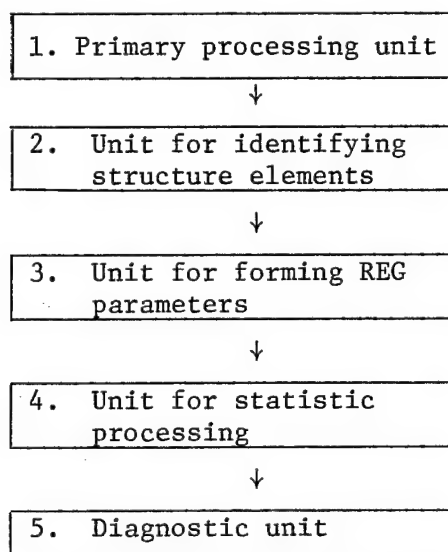 1. Primary processing unit
↓
2. Unit for identifying
structure elements
↓
3. Unit for forming REG
parameters
↓
4. Unit for statistic
processing
↓
5. Diagnostic unit